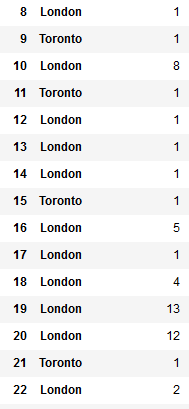 8 London 1
9 Toronto 1
10 London 8
11 Toronto 1
12 London 1
13 London 1
14 London 1
15 Toronto 1
16 London 5
17 London 1
18 London 4
19 London 13
20 London 12
21 Toronto 1
22 London 2